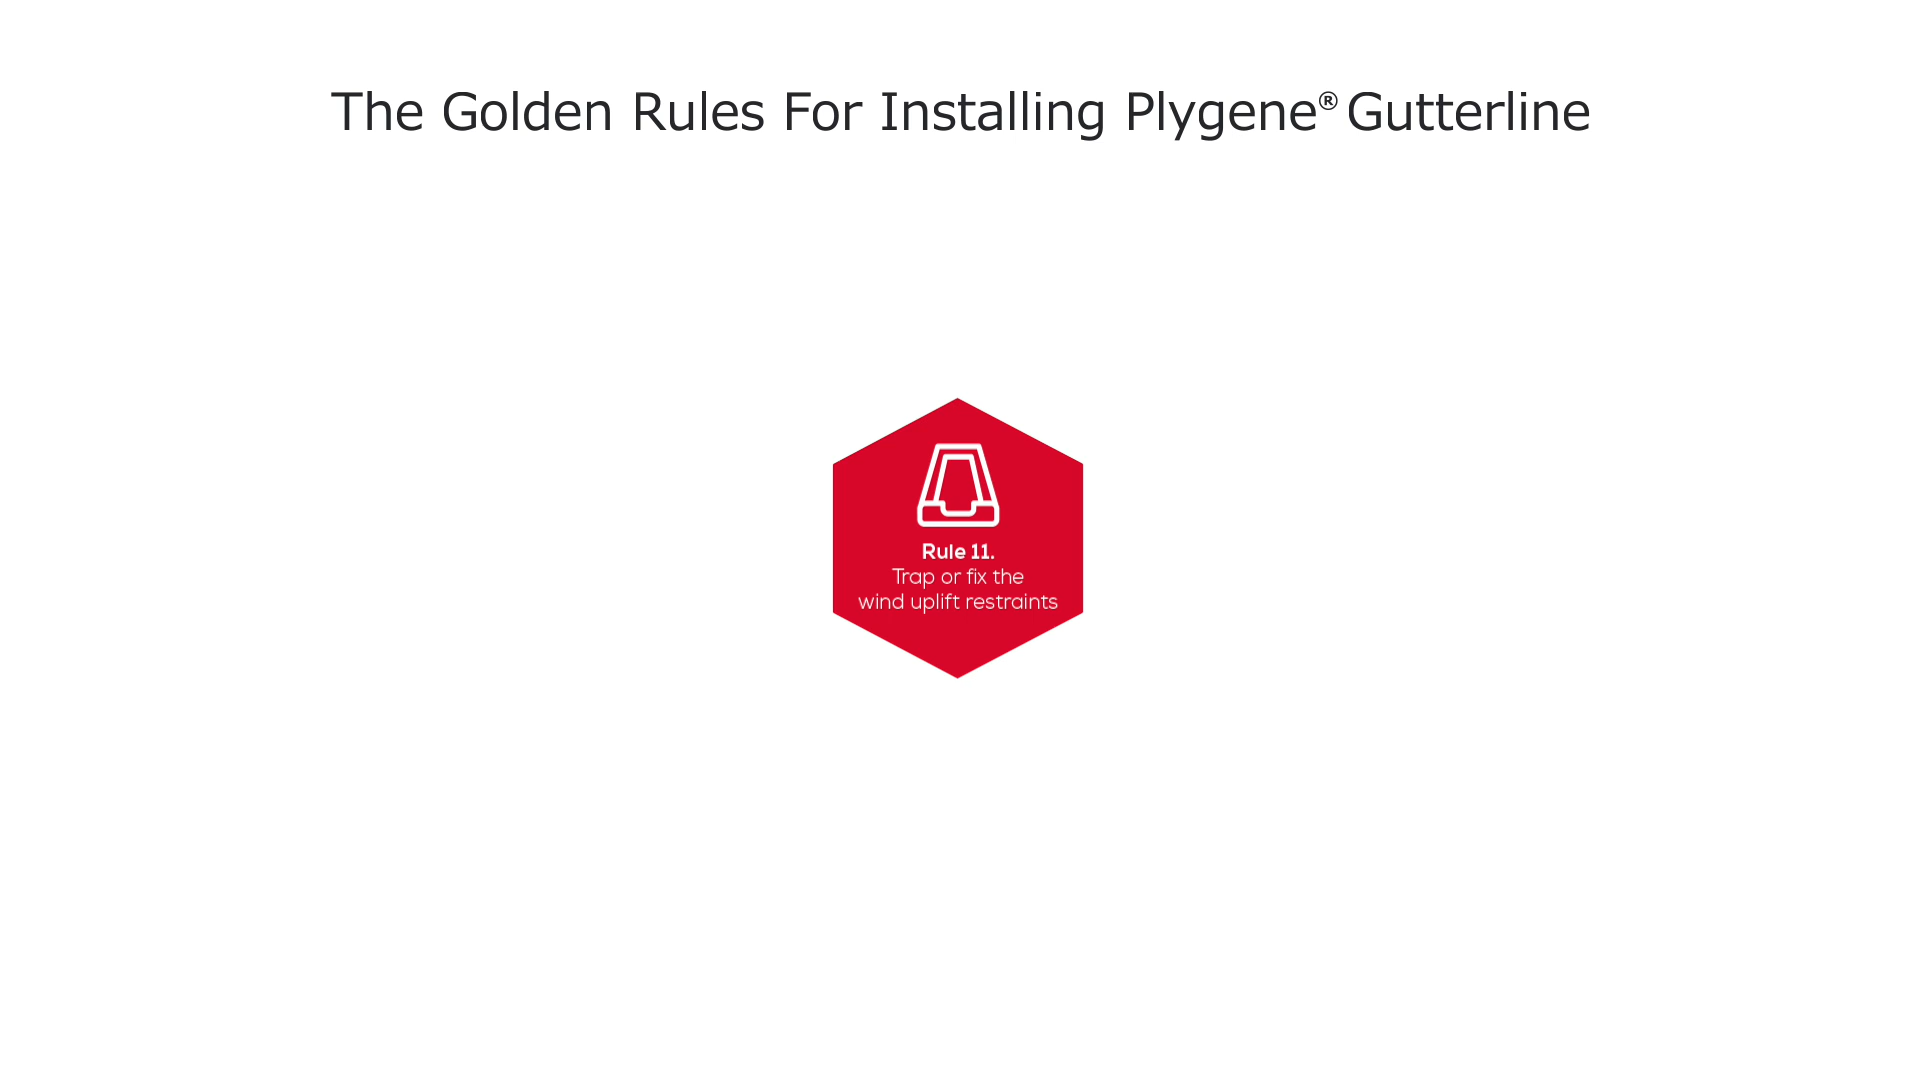 The Golden Rules For Installing Plygene® Gutterline
Rule 11.
Trap or fix the
wind uplift restraints